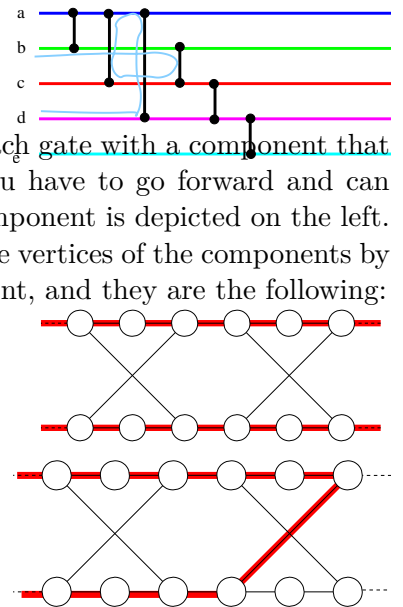 a
b
c
d
ach gate with a component that
e
u have to go forward and can
mponent is depicted on the left.
e vertices of the components by
nt, and they are the following: